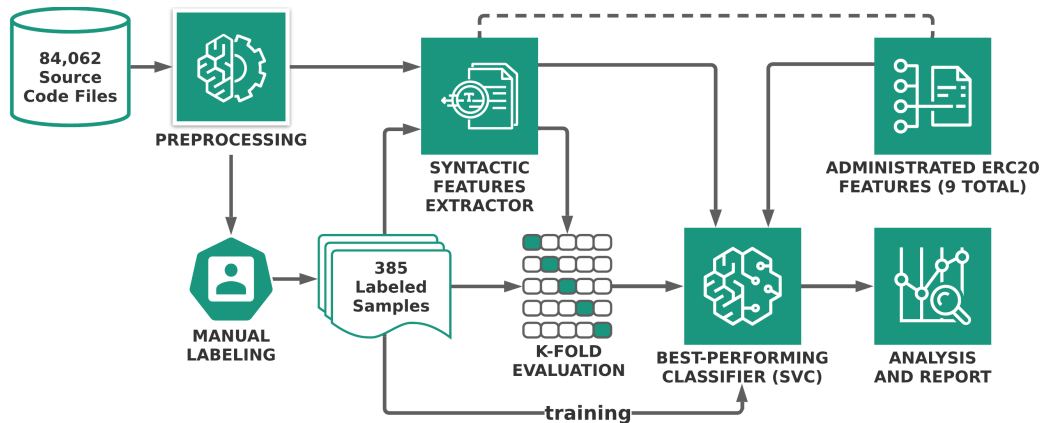 84,062
Source
Code Files
PREPROCESSING
SYNTACTIC
FEATURES
EXTRACTOR
T
ADMINISTRATED ERC20
FEATURES (9 TOTAL)
MANUAL
LABELING
385
Labeled
Samples
K-FOLD
EVALUATION
BEST-PERFORMING
CLASSIFIER (SVC)
ANALYSIS
AND REPORT
training